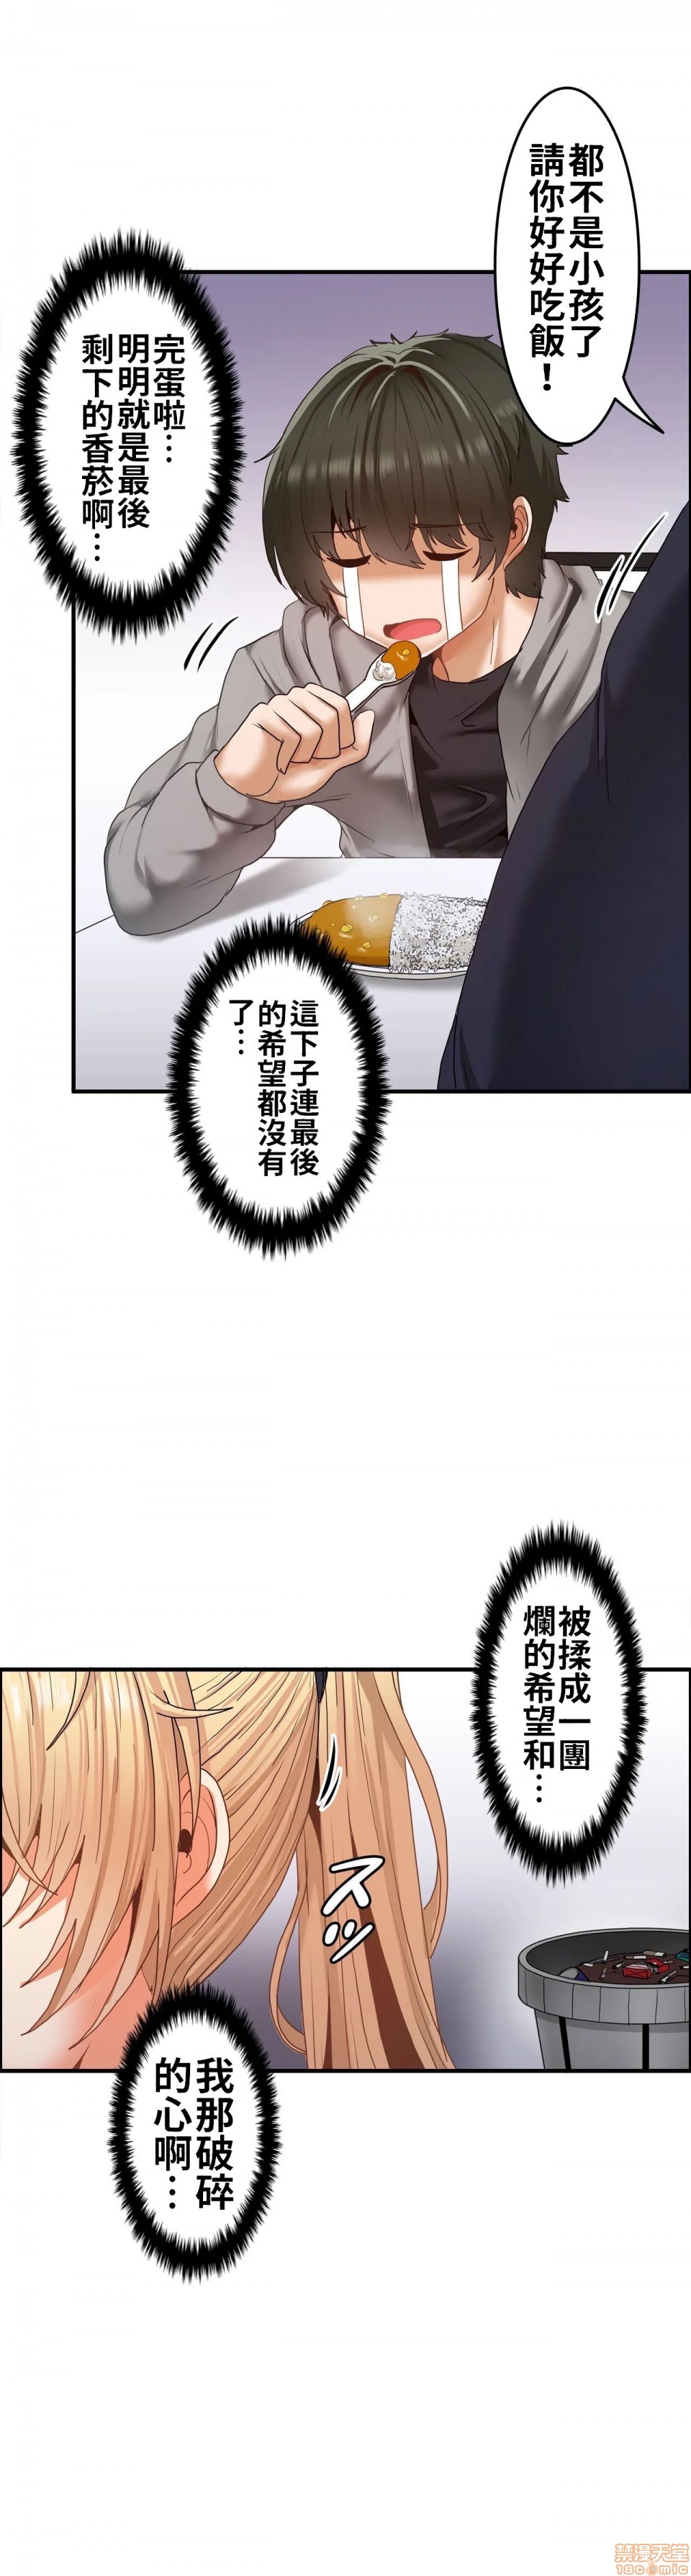 都不是小孩了
請你好好吃飯！
完蛋啦…
明明就是最後
剩下的香菸啊…
這下子連最後
的希望都沒有
了…
被揉成一團
爛的希望和…
スッ
我那破碎
的心啊…
禁漫天堂
18comic